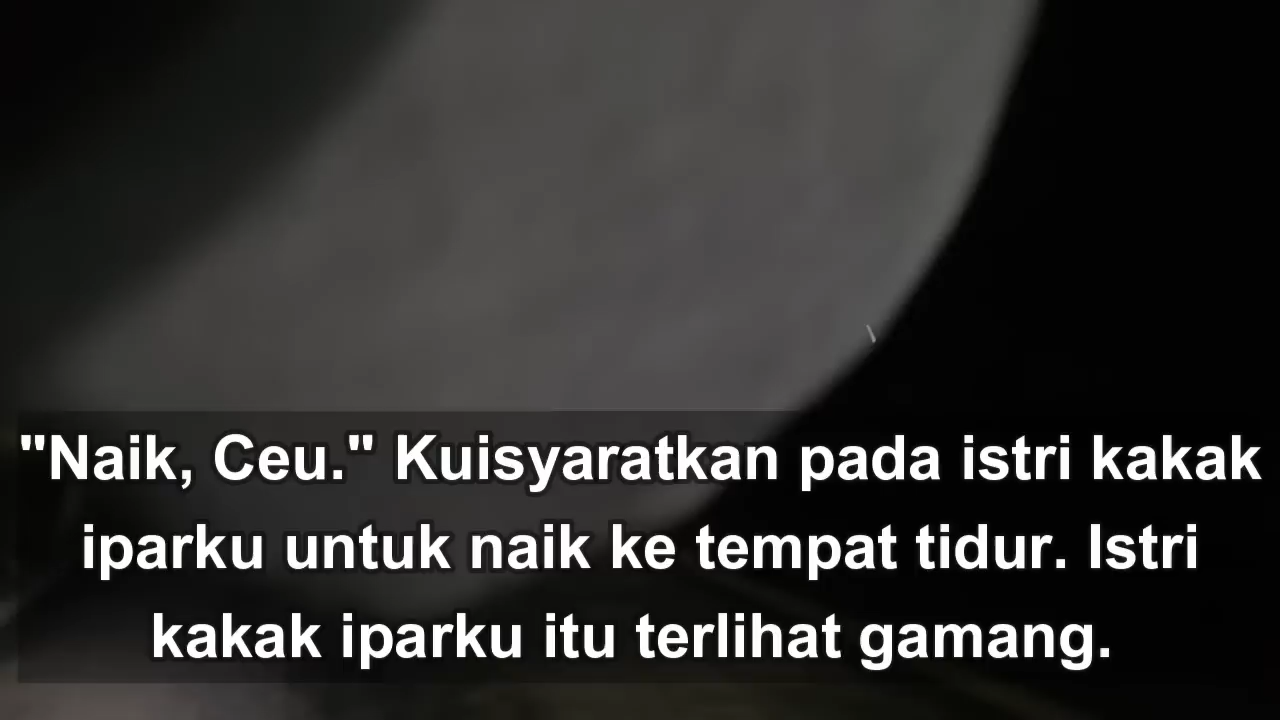 "Naik, Ceu." Kuisyaratkan pada istri kakak
iparku untuk naik ke tempat tidur. Istri
kakak iparku itu terlihat gamang.